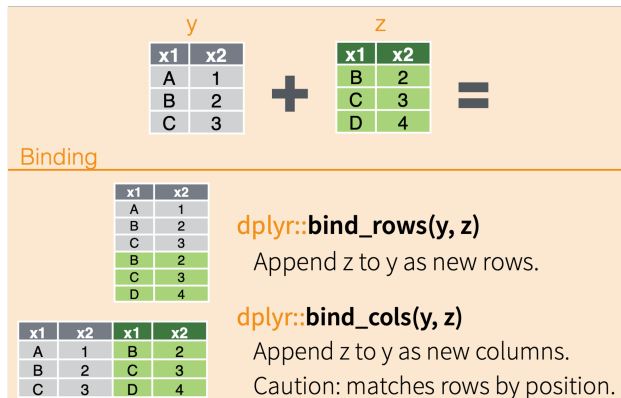 y z
x1 x2 x1 x2
A 1 B 2
B 2 + C 3 =
C 3 D 4
Binding
x1 x2
A 1
B 2
C 3
B 2
C 3
D 4
dplyr::bind_rows(y, z)
Append z to y as new rows.
x1 x2 x1 x2
A 1 B 2
B 2 C 3
C 3 D 4
dplyr::bind_cols(y, z)
Append z to y as new columns.
Caution: matches rows by position.